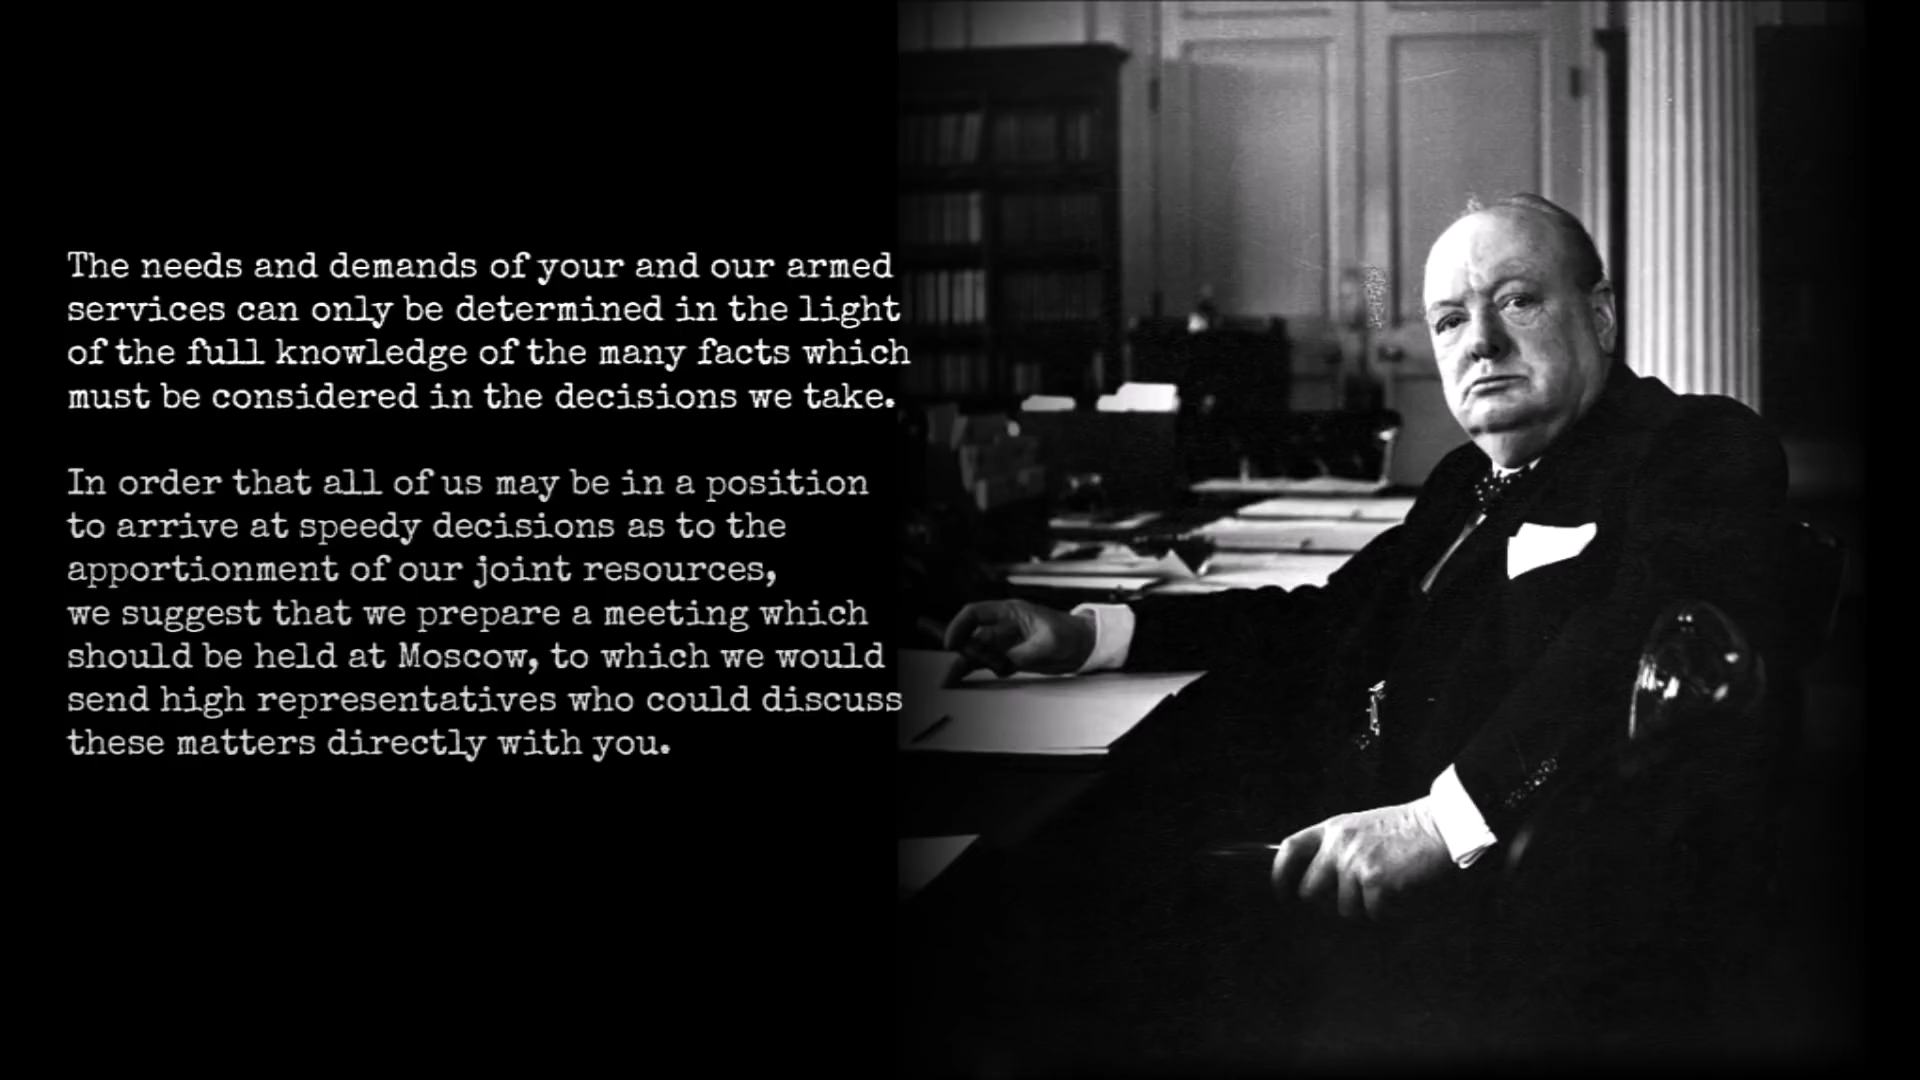 The needs and demands of your and our armed
services can only be determined in the light
of the full knowledge of the many facts which
must be considered in the decisions we take.
In order that all of us may be in a position
to arrive at speedy decisions as to the
apportionment of our joint resources,
we suggest that we prepare a meeting which
should be held at Moscow, to which we would
send high representatives who could discuss
these matters directly with you.